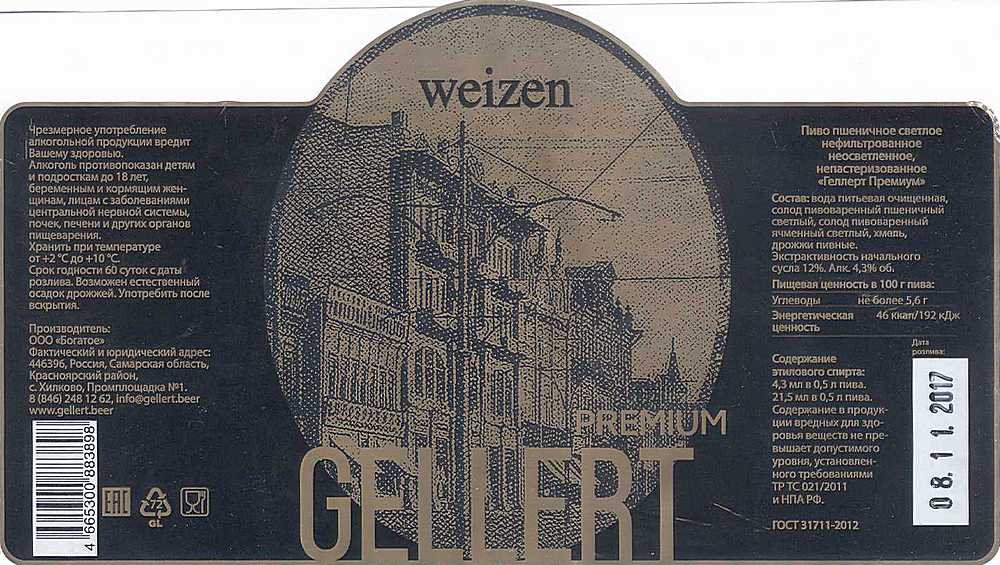 weizen
Чрезмерное употребление
алкогольной продукции вредит
Вашему здоровью.
Алкоголь противопоказан детям
и подросткам до 18 лет,
беременным и кормящим жен-
щинам, лицам с заболеваниями
центральной нервной системы,
почек, печени и других органов
пищеварения.
Хранить при температуре
от +2 °С до +10 °С.
Срок годности 60 суток с даты
розлива. Возможен естественный
осадок дрожжей. Употребить после
вскрытия.
Производитель:
ООО «Богатое»
Фактический и юридический адрес:
446396, Россия, Самарская область,
Красноярский район,
с. Хилково, Промплощадка №1.
8 (846) 248 12 62, info@gellert.beer
www.gellert.beer
4 665300 883898
EAC
72
GL
PREMIUM
GELLERT
Пиво пшеничное светлое
нефильтрованное
неосветленное,
непастеризованное
«Геллерт Премиум»
Состав: вода питьевая очищенная,
солод пивоваренный пшеничный
светлый, солод пивоваренный
ячменный светлый, хмель,
дрожжи пивные.
Экстрактивность начального
сусла 12%. Алк. 4,3% об.
Пищевая ценность в 100 г пива:
Углеводы не более 5,6 г
Энергетическая 46 ккал/192 кДж
ценность
Дата
розлива:
08.11.2017
Содержание
этилового спирта:
4,3 мл в 0,5 л пива.
21,5 мл в 0,5 л пива.
Содержание в продук-
ции вредных для здо-
ровья веществ не пре-
вышает допустимого
уровня, установлен-
ного требованиями
ТР ТС 021/2011
и НПА РФ.
ГОСТ 31711-2012